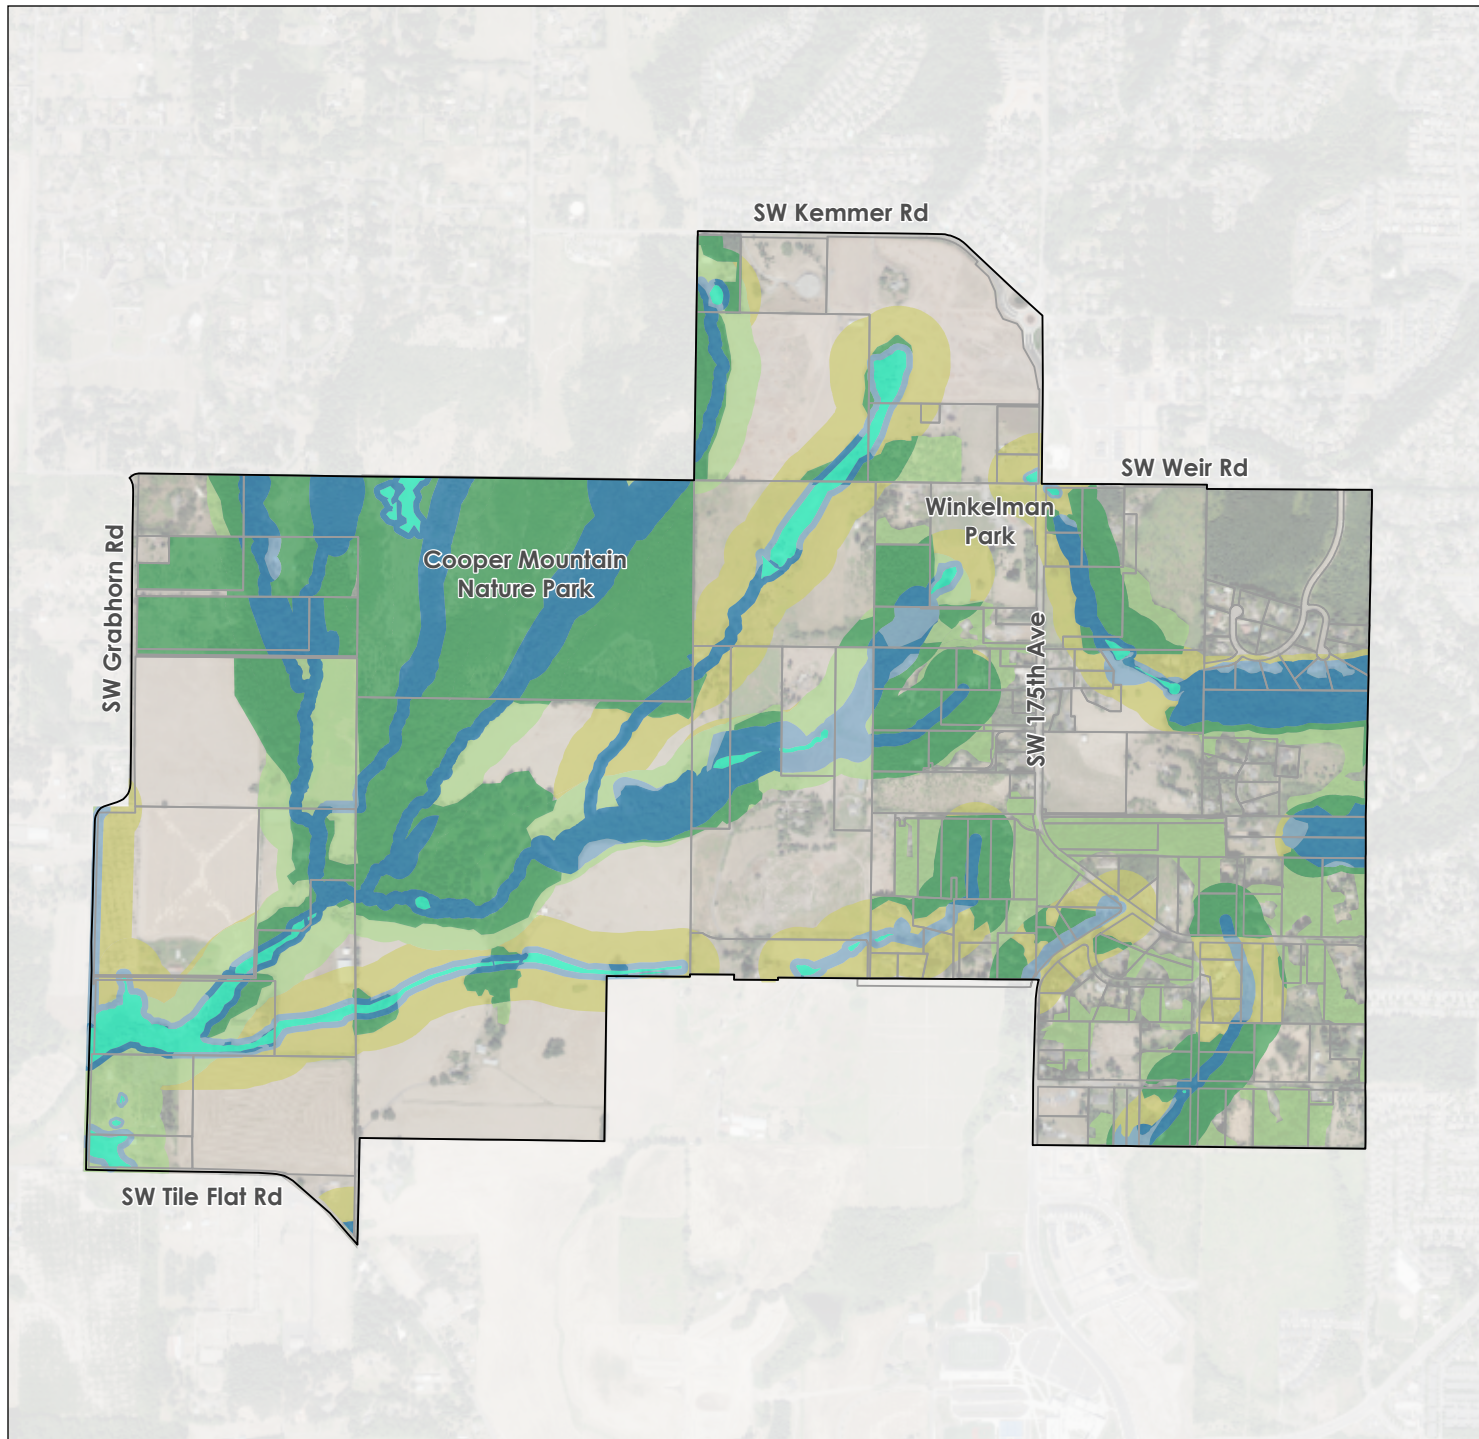 SW Kemmer Rd
SW Weir Rd
Winkelman
Park
Cooper Mountain
Nature Park
SW Grabhorn Rd
SW 175th Ave
SW Tile Flat Rd